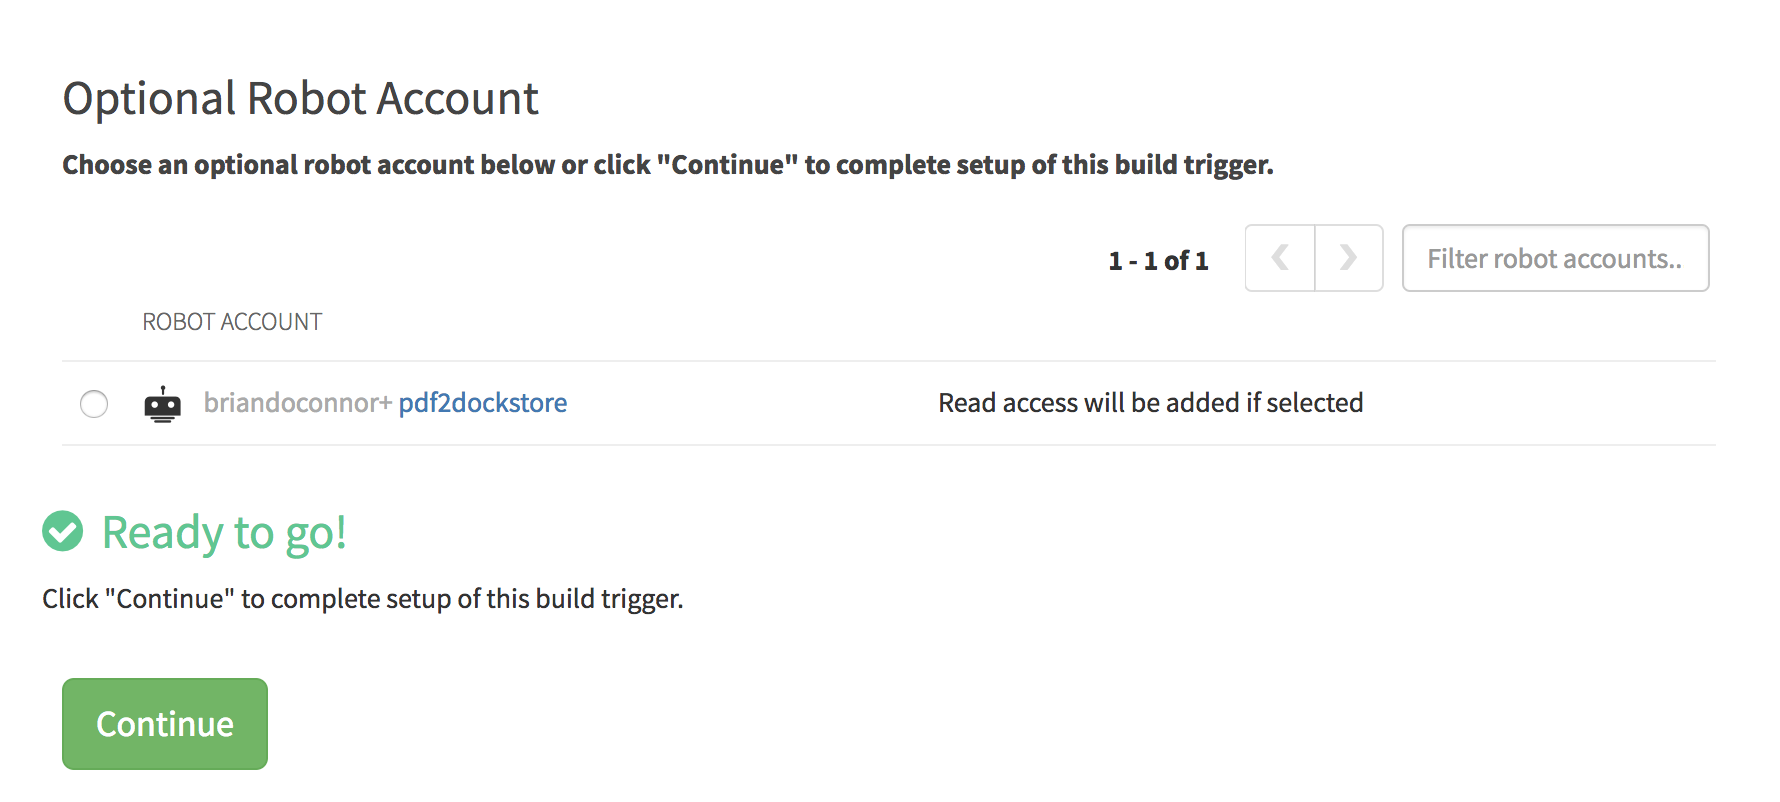 Optional Robot Account
Choose an optional robot account below or click "Continue" to complete setup of this build trigger.
1 - 1 of 1
Filter robot accounts..
ROBOT ACCOUNT
briandoconnor+ pdf2dockstore
Read access will be added if selected
Ready to go!
Click "Continue" to complete setup of this build trigger.
Continue